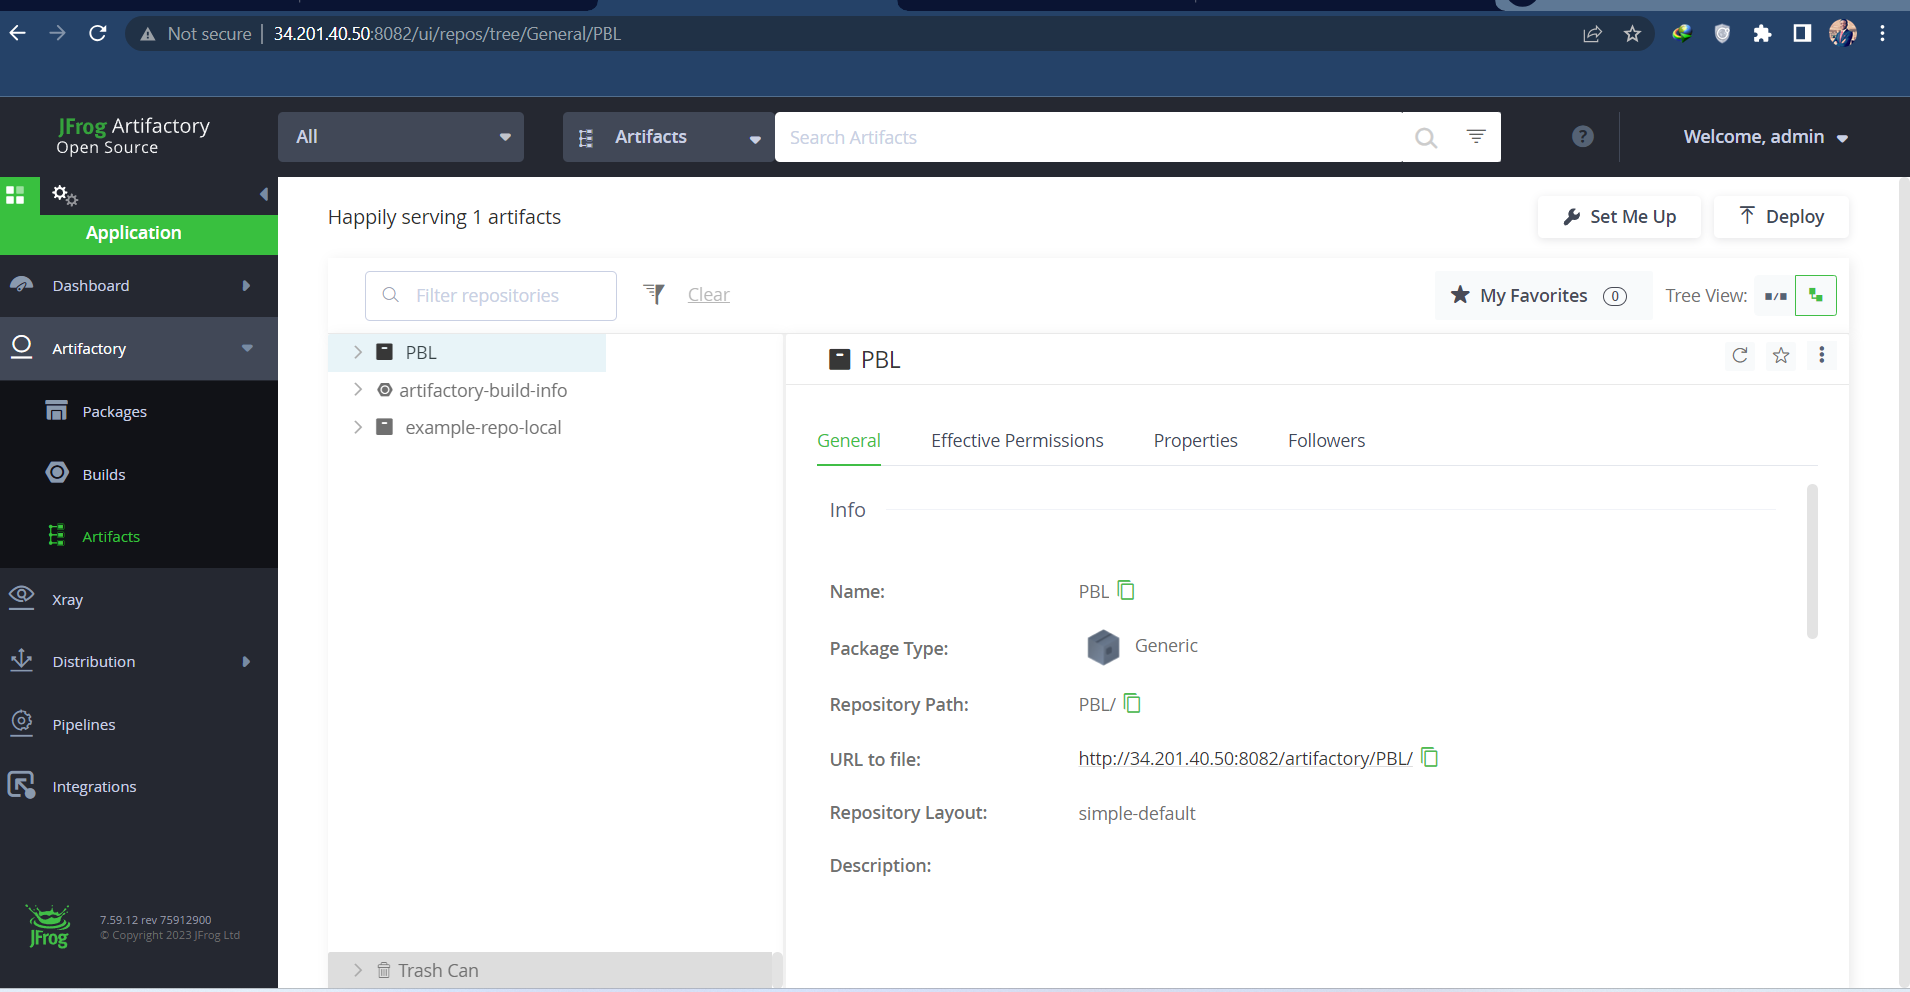 Not secure | 34.201.40.50:8082/ui/repos/tree/General/PBL
JFrog Artifactory
Open Source
All
Artifacts
Search Artifacts
?
Welcome, admin
Application
Dashboard
Artifactory
Packages
Builds
Artifacts
Xray
Distribution
Pipelines
Integrations
JFrog
7.59.12 rev 75912900
© Copyright 2023 JFrog Ltd
Happily serving 1 artifacts
Set Me Up
Deploy
Filter repositories
Clear
My Favorites 0
Tree View:
PBL
artifactory-build-info
example-repo-local
Trash Can
PBL
General Effective Permissions Properties Followers
Info
Name: PBL
Package Type: Generic
Repository Path: PBL/
URL to file: http://34.201.40.50:8082/artifactory/PBL/
Repository Layout: simple-default
Description: